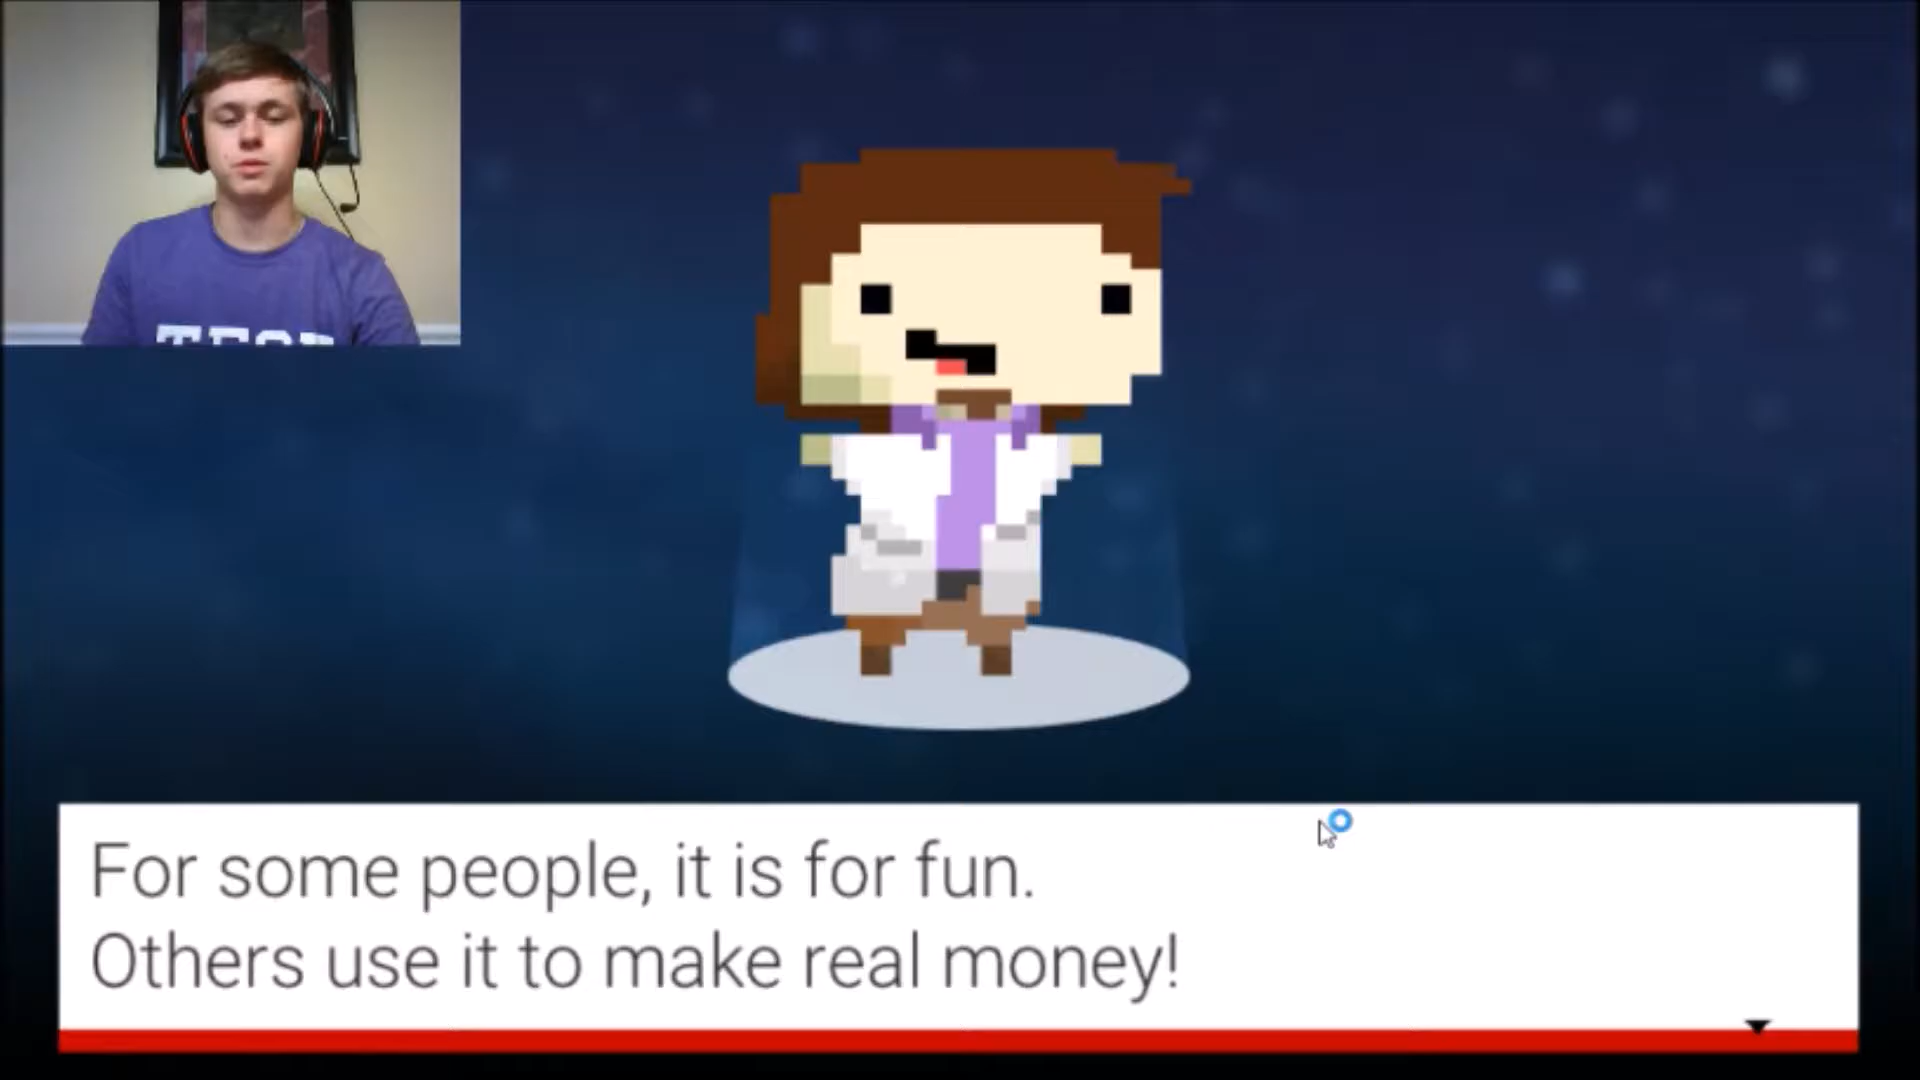 For some people, it is for fun.
Others use it to make real money!